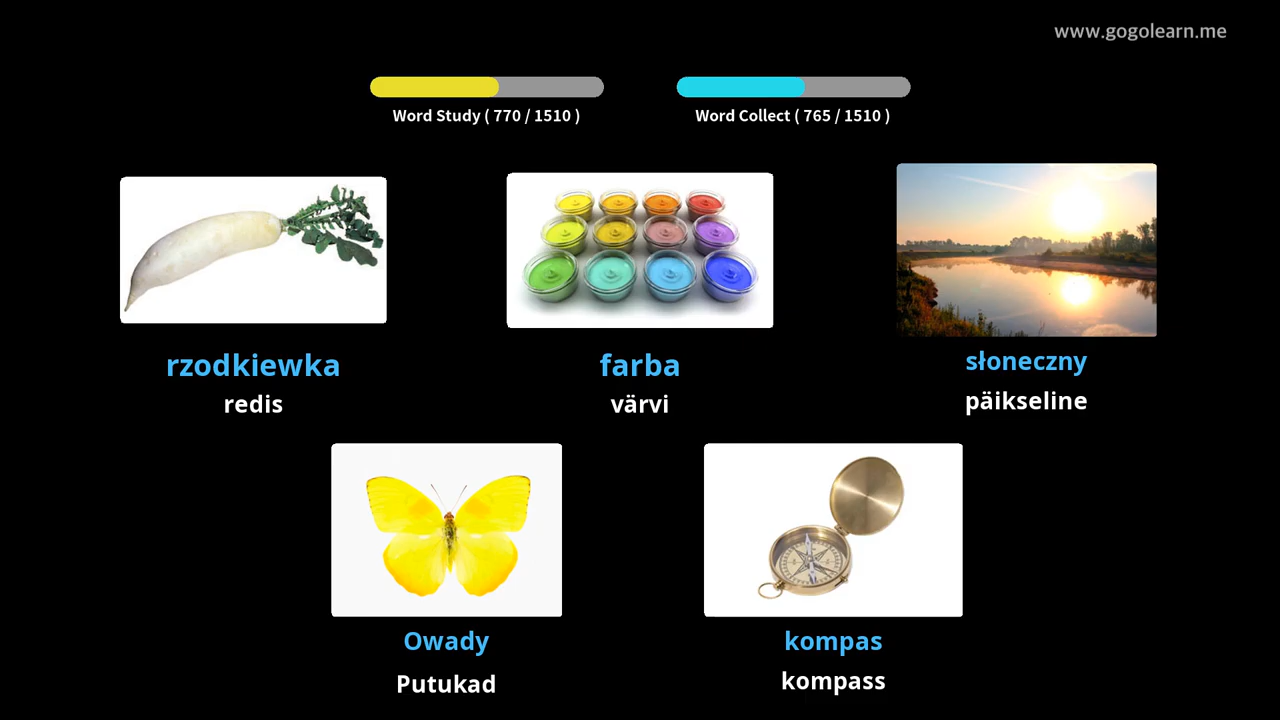 www.gogolearn.me
Word Study ( 770 / 1510 )
Word Collect ( 765 / 1510 )
rzodkiewka
redis
farba
värvi
słoneczny
päikseline
Owady
Putukad
kompas
kompass